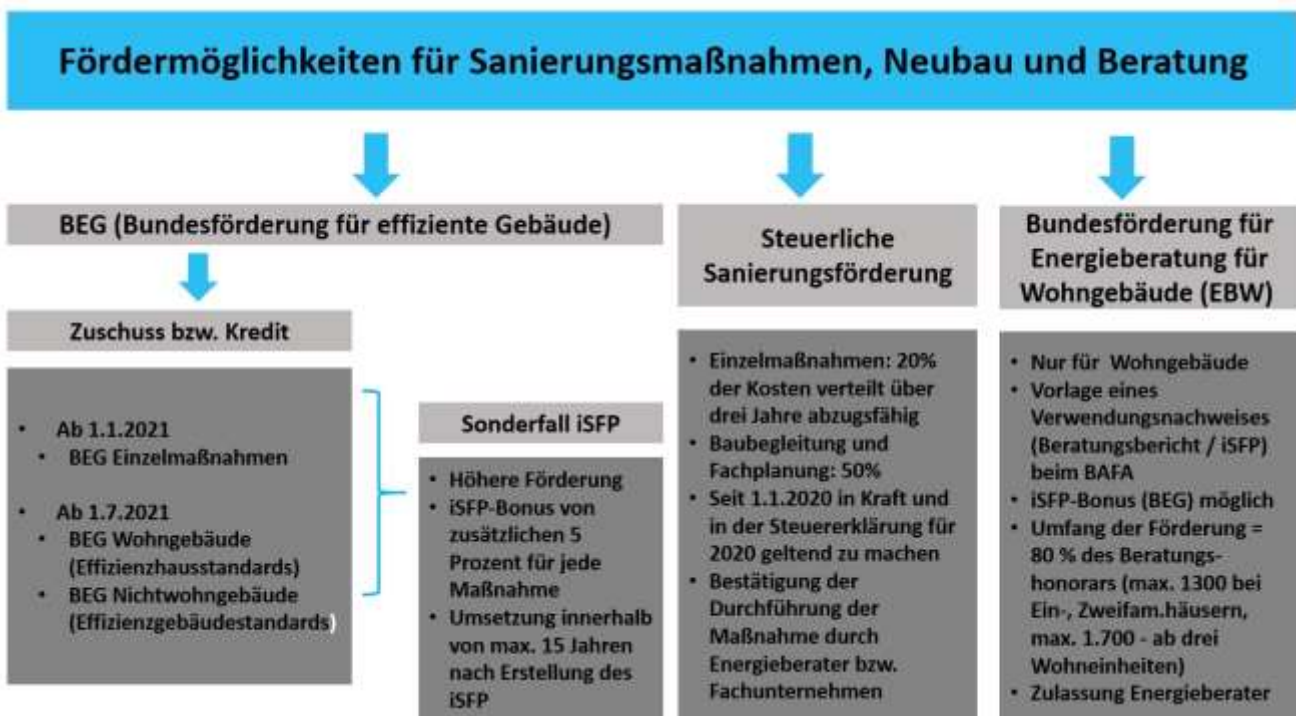 Fördermöglichkeiten für Sanierungsmaßnahmen, Neubau und Beratung
BEG (Bundesförderung für effiziente Gebäude)
Zuschuss bzw. Kredit
• Ab 1.1.2021
• BEG Einzelmaßnahmen
• Ab 1.7.2021
• BEG Wohngebäude
(Effizienzhausstandards)
• BEG Nichtwohngebäude
(Effizienzgebäudestandards)
Sonderfall iSFP
• Höhere Förderung
• iSFP-Bonus von
zusätzlichen 5
Prozent für jede
Maßnahme
• Umsetzung innerhalb
von max. 15 Jahren
nach Erstellung des
iSFP
Steuerliche
Sanierungsförderung
• Einzelmaßnahmen: 20%
der Kosten verteilt über
drei Jahre abzugsfähig
• Baubegleitung und
Fachplanung: 50%
• Seit 1.1.2020 in Kraft und
in der Steuererklärung für
2020 geltend zu machen
• Bestätigung der
Durchführung der
Maßnahme durch
Energieberater bzw.
Fachunternehmen
Bundesförderung für
Energieberatung für
Wohngebäude (EBW)
• Nur für Wohngebäude
• Vorlage eines
Verwendungsnachweises
(Beratungsbericht / iSFP)
beim BAFA
• iSFP-Bonus (BEG) möglich
• Umfang der Förderung =
80 % des Beratungs-
honorars (max. 1300 bei
Ein-, Zweifam.häusern,
max. 1.700 - ab drei
Wohneinheiten)
• Zulassung Energieberater